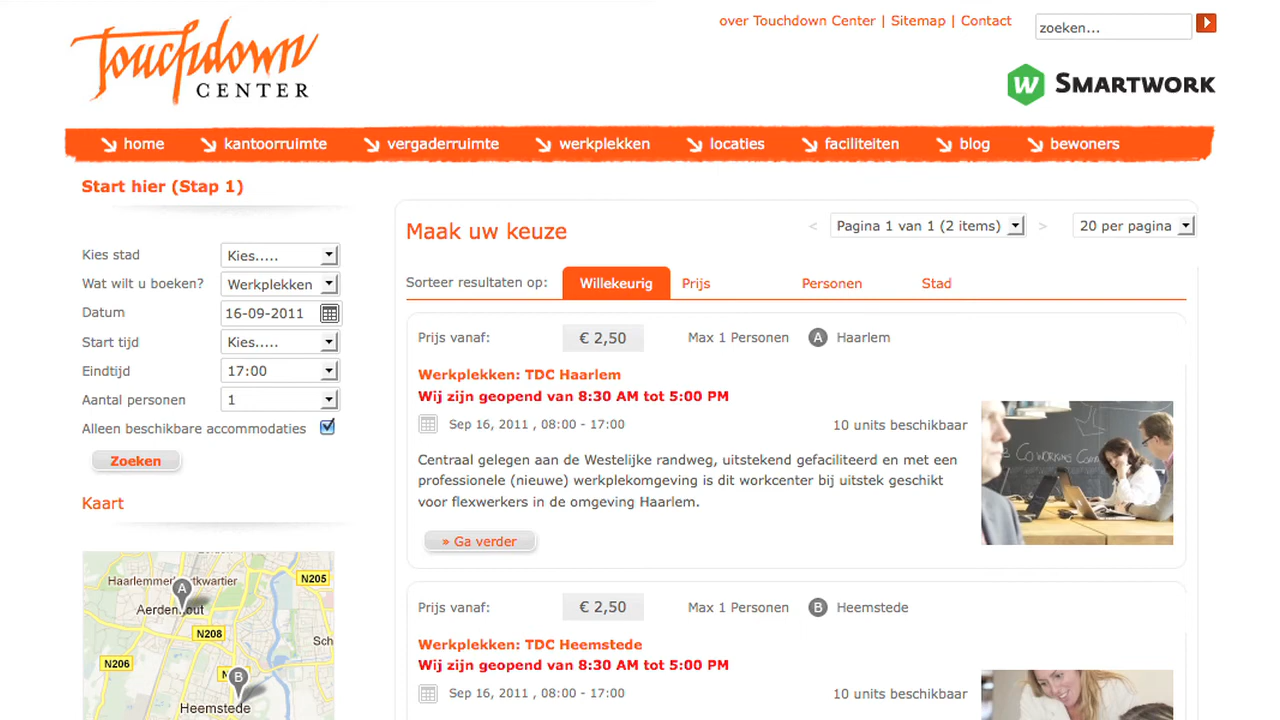 Touchdown
CENTER
over Touchdown Center | Sitemap | Contact
zoeken...
W SMARTWORK
home kantoorruimte vergaderruimte werkplekken locaties faciliteiten blog bewoners
Start hier (Stap 1)
Kies stad Kies.....
Wat wilt u boeken? Werkplekken
Datum 16-09-2011
Start tijd Kies.....
Eindtijd 17:00
Aantal personen 1
Alleen beschikbare accommodaties
Zoeken
Kaart
Haarlemmerhoutkwartier
N205
A
Aerdenhout
N208
Sch
N206
B
Heemstede
Maak uw keuze
< Pagina 1 van 1 (2 items) > 20 per pagina
Sorteer resultaten op: Willekeurig Prijs Personen Stad
Prijs vanaf: € 2,50 Max 1 Personen A Haarlem
Werkplekken: TDC Haarlem
Wij zijn geopend van 8:30 AM tot 5:00 PM
Sep 16, 2011 , 08:00 - 17:00 10 units beschikbaar
Centraal gelegen aan de Westelijke randweg, uitstekend gefaciliteerd en met een
professionele (nieuwe) werkplekomgeving is dit workcenter bij uitstek geschikt
voor flexwerkers in de omgeving Haarlem.
» Ga verder
Prijs vanaf: € 2,50 Max 1 Personen B Heemstede
Werkplekken: TDC Heemstede
Wij zijn geopend van 8:30 AM tot 5:00 PM
Sep 16, 2011 , 08:00 - 17:00 10 units beschikbaar